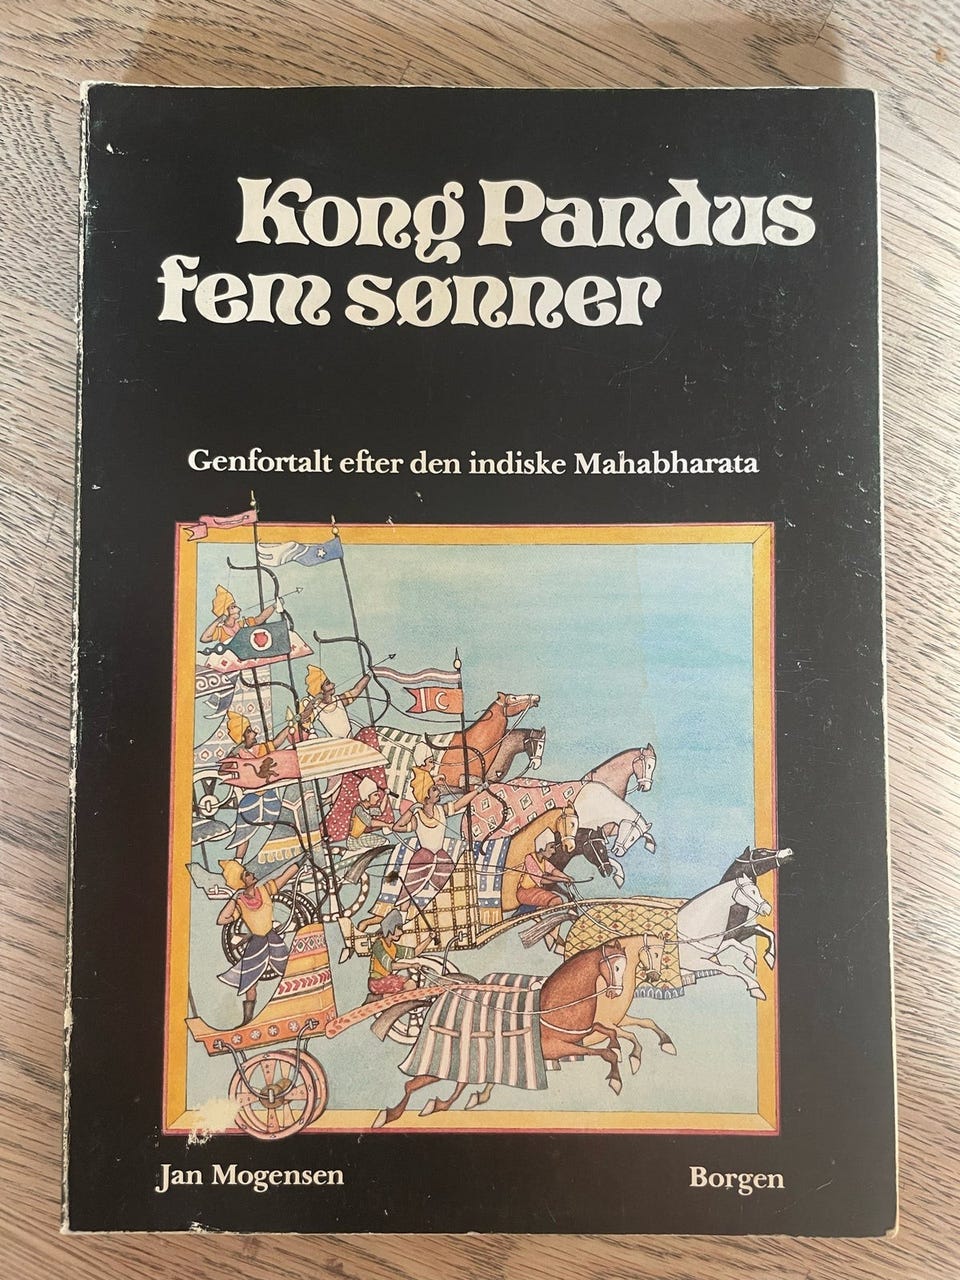 Kong Pandus
fem sønner
Genfortalt efter den indiske Mahabharata
Jan Mogensen
Borgen